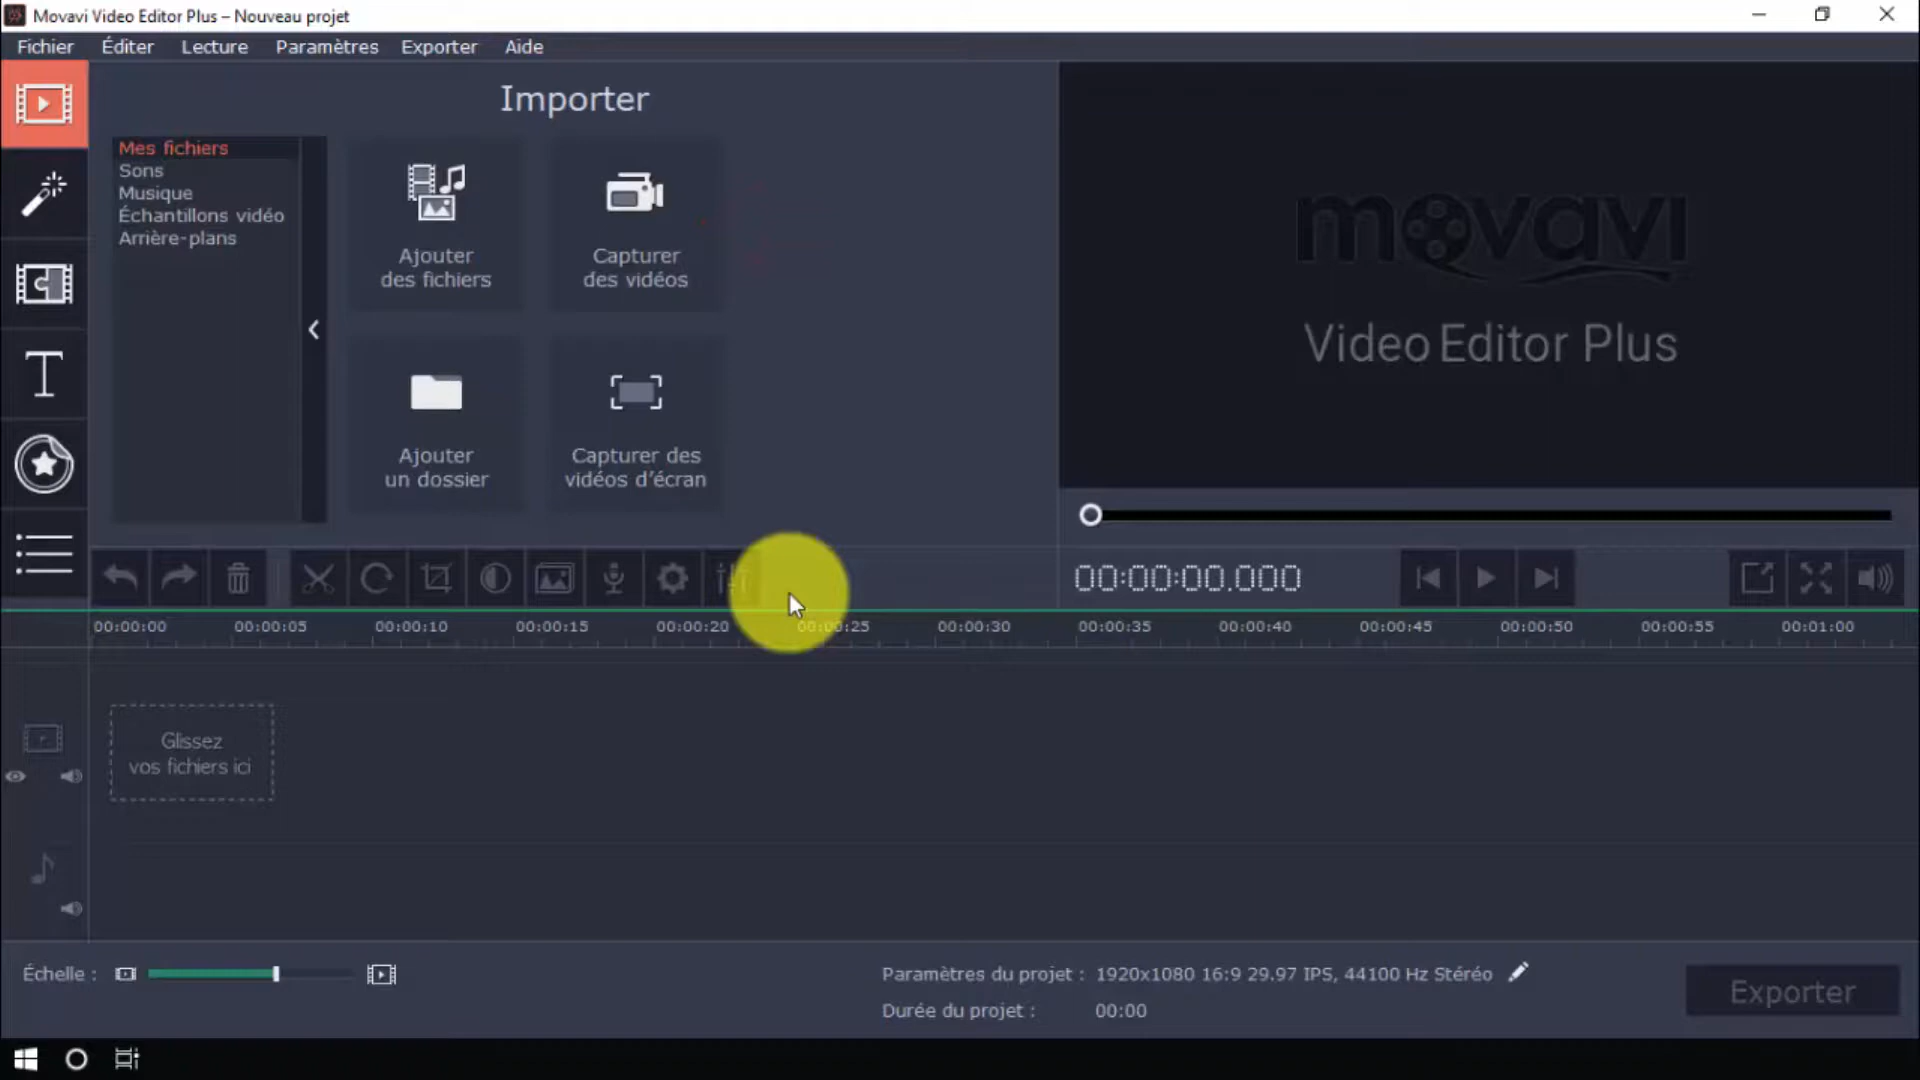 Movavi Video Editor Plus – Nouveau projet
Fichier Éditer Lecture Paramètres Exporter Aide
Importer
Mes fichiers
Sons
Musique
Échantillons vidéo
Arrière-plans
Ajouter
des fichiers
Capturer
des vidéos
Ajouter
un dossier
Capturer des
vidéos d'écran
movavi
Video Editor Plus
00:00:00.000
00:00:00 00:00:05 00:00:10 00:00:15 00:00:20 00:00:25 00:00:30 00:00:35 00:00:40 00:00:45 00:00:50 00:00:55 00:01:00
Glissez
vos fichiers ici
Échelle :
Paramètres du projet : 1920x1080 16:9 29.97 IPS, 44100 Hz Stéréo
Durée du projet : 00:00
Exporter